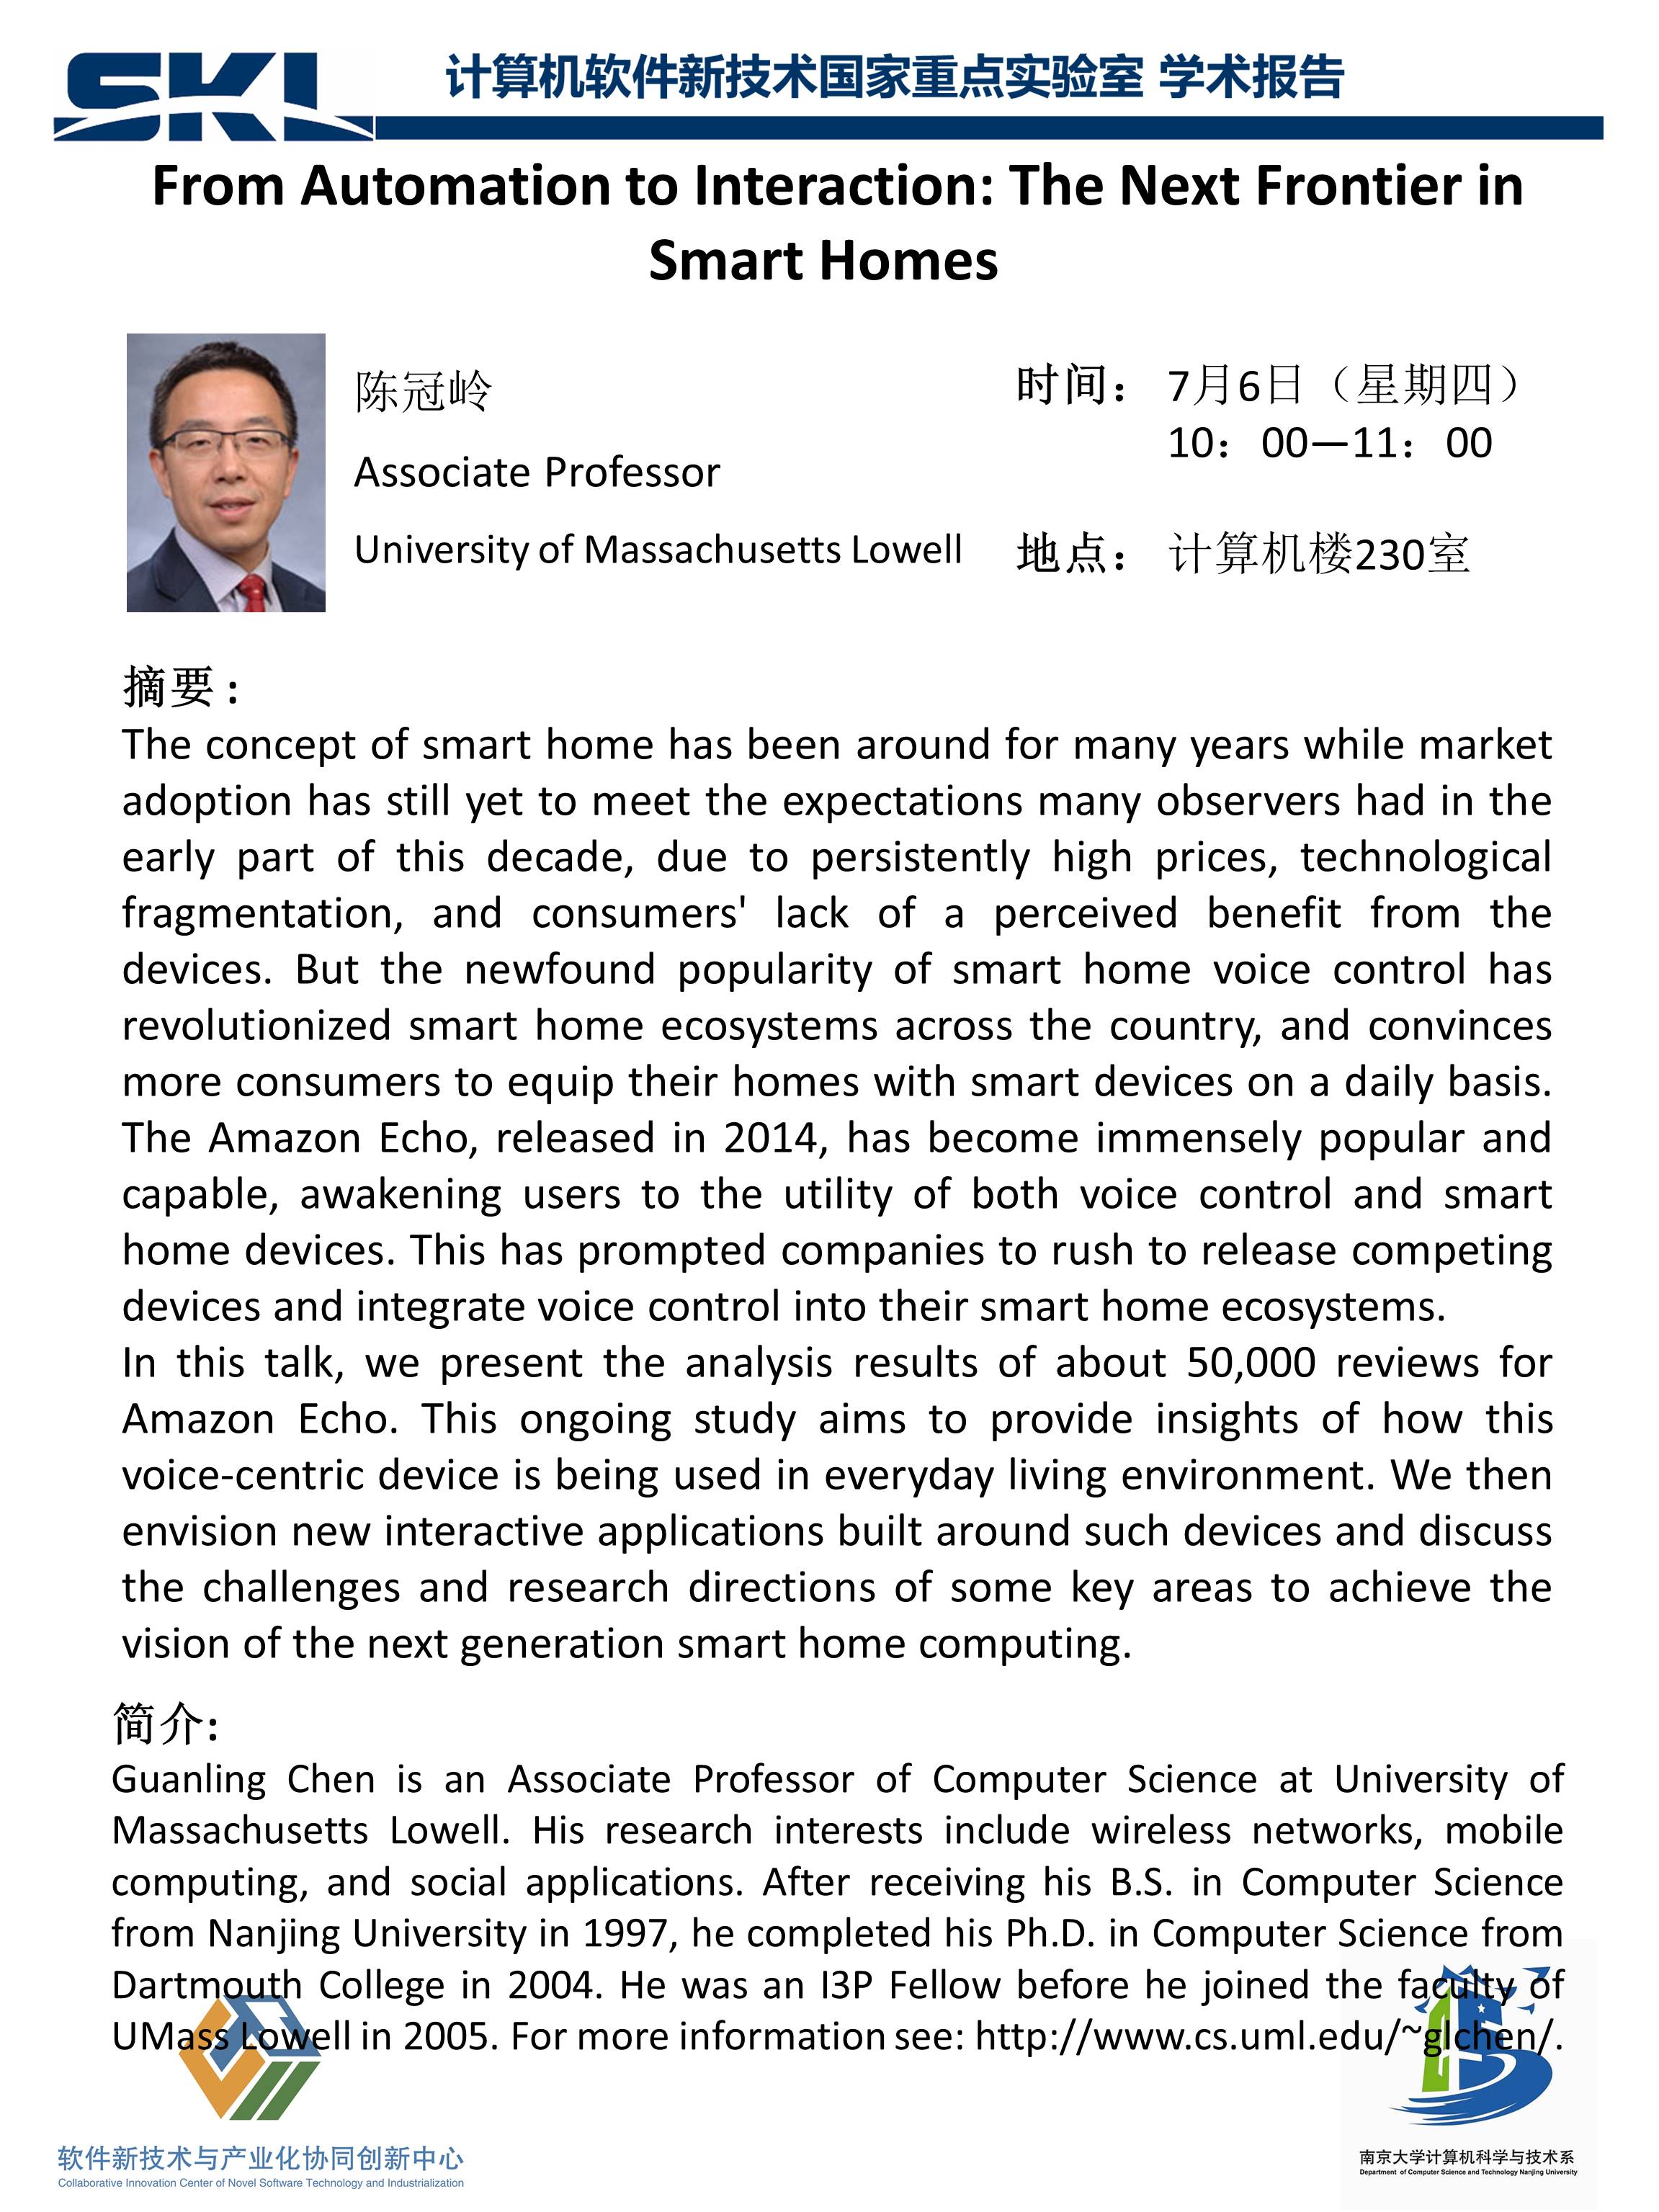 SKL
计算机软件新技术国家重点实验室 学术报告
From Automation to Interaction: The Next Frontier in
Smart Homes
陈冠岭
Associate Professor
University of Massachusetts Lowell
时间： 7月6日（星期四）
10：00—11：00
地点： 计算机楼230室
摘要：
The concept of smart home has been around for many years while market
adoption has still yet to meet the expectations many observers had in the
early part of this decade, due to persistently high prices, technological
fragmentation, and consumers' lack of a perceived benefit from the
devices. But the newfound popularity of smart home voice control has
revolutionized smart home ecosystems across the country, and convinces
more consumers to equip their homes with smart devices on a daily basis.
The Amazon Echo, released in 2014, has become immensely popular and
capable, awakening users to the utility of both voice control and smart
home devices. This has prompted companies to rush to release competing
devices and integrate voice control into their smart home ecosystems.
In this talk, we present the analysis results of about 50,000 reviews for
Amazon Echo. This ongoing study aims to provide insights of how this
voice-centric device is being used in everyday living environment. We then
envision new interactive applications built around such devices and discuss
the challenges and research directions of some key areas to achieve the
vision of the next generation smart home computing.
简介:
Guanling Chen is an Associate Professor of Computer Science at University of
Massachusetts Lowell. His research interests include wireless networks, mobile
computing, and social applications. After receiving his B.S. in Computer Science
from Nanjing University in 1997, he completed his Ph.D. in Computer Science from
Dartmouth College in 2004. He was an I3P Fellow before he joined the faculty of
UMass Lowell in 2005. For more information see: http://www.cs.uml.edu/~glchen/.
软件新技术与产业化协同创新中心
Collaborative Innovation Center of Novel Software Technology and Industrialization
南京大学计算机科学与技术系
Department of Computer Science and Technology Nanjing University